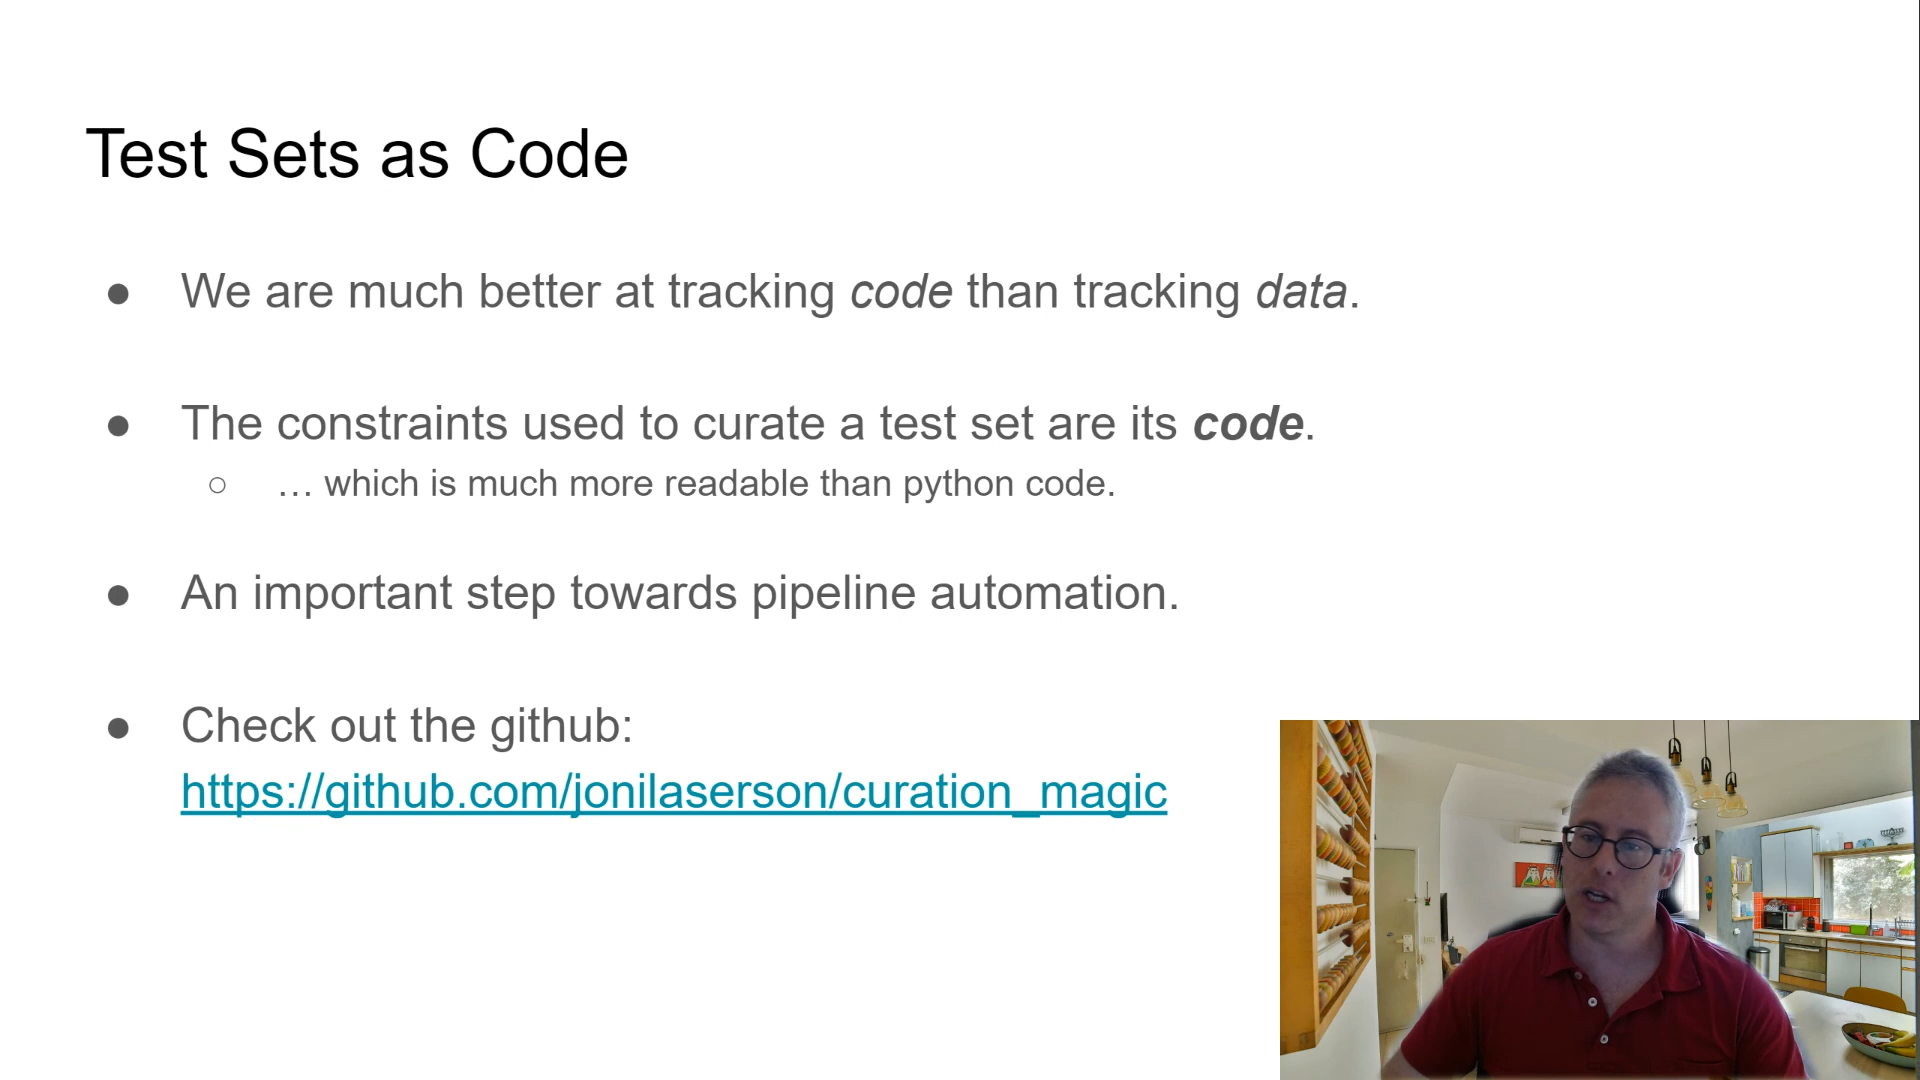 Test Sets as Code
● We are much better at tracking code than tracking data.
● The constraints used to curate a test set are its code.
○ … which is much more readable than python code.
● An important step towards pipeline automation.
● Check out the github:
https://github.com/jonilaserson/curation_magic